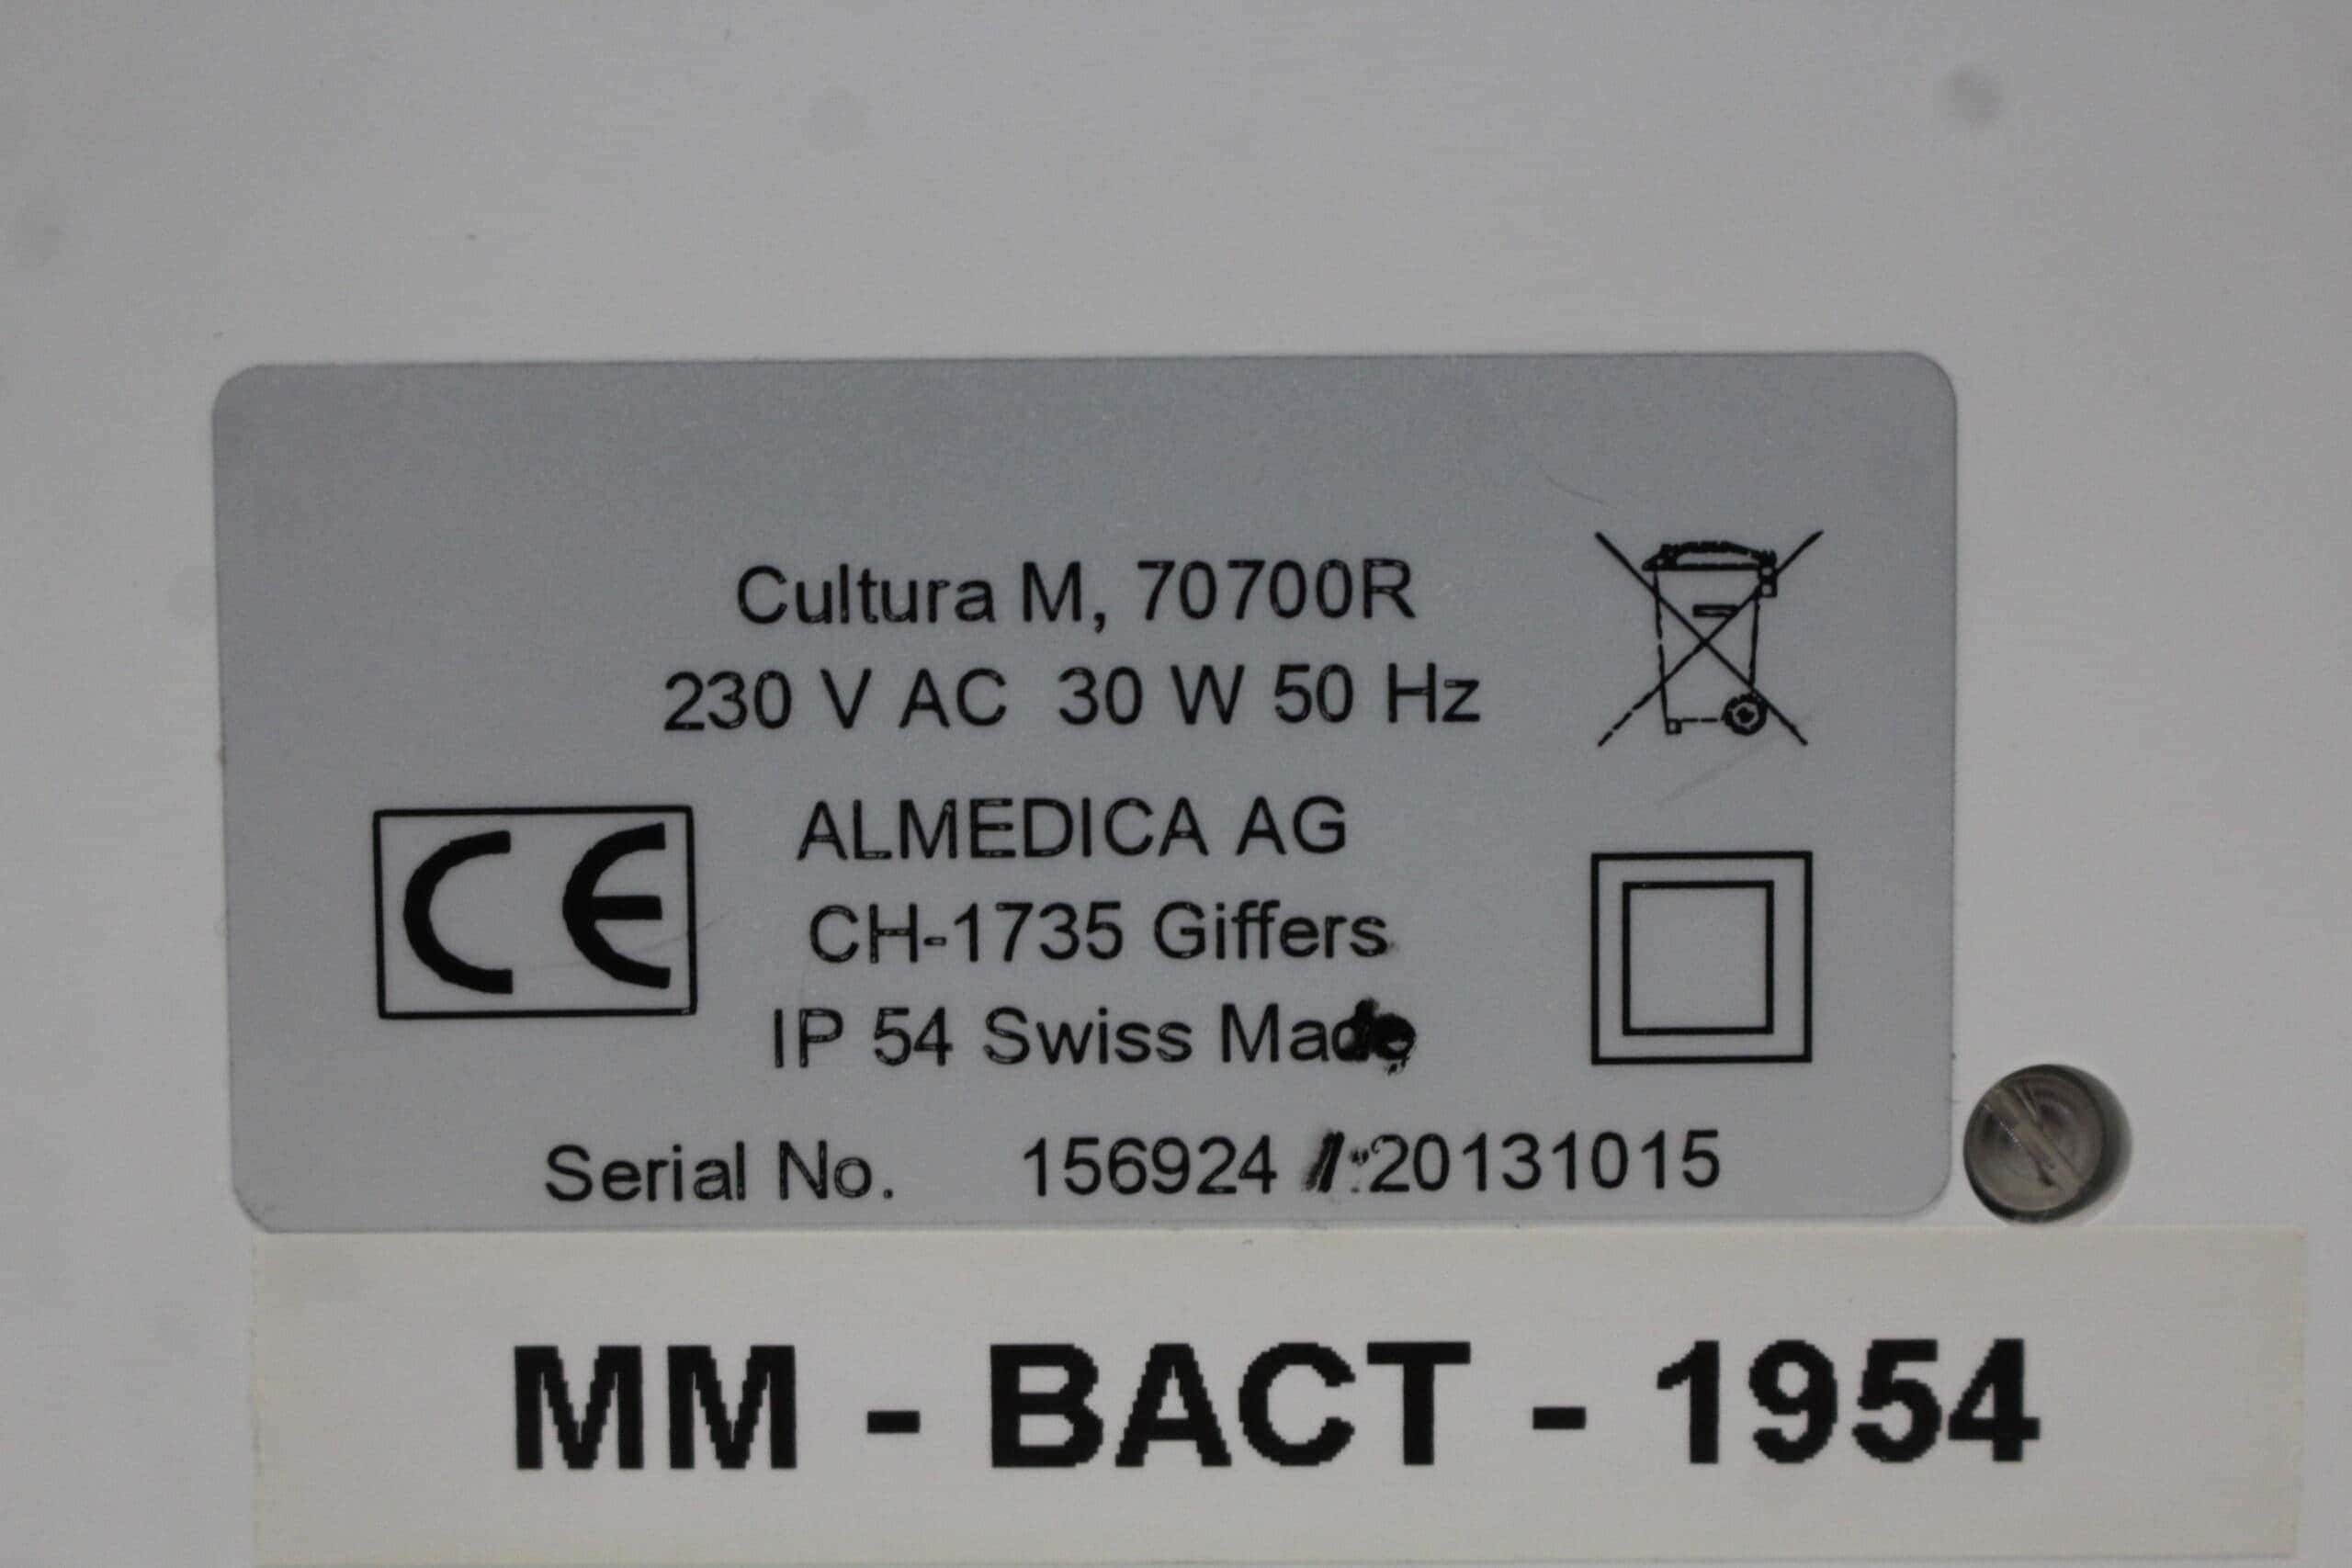 Cultura M, 70700R
230 V AC 30 W 50 Hz
CE
ALMEDICA AG
CH-1735 Giffers
IP 54 Swiss Made
Serial No. 156924 / 20131015
MM - BACT - 1954